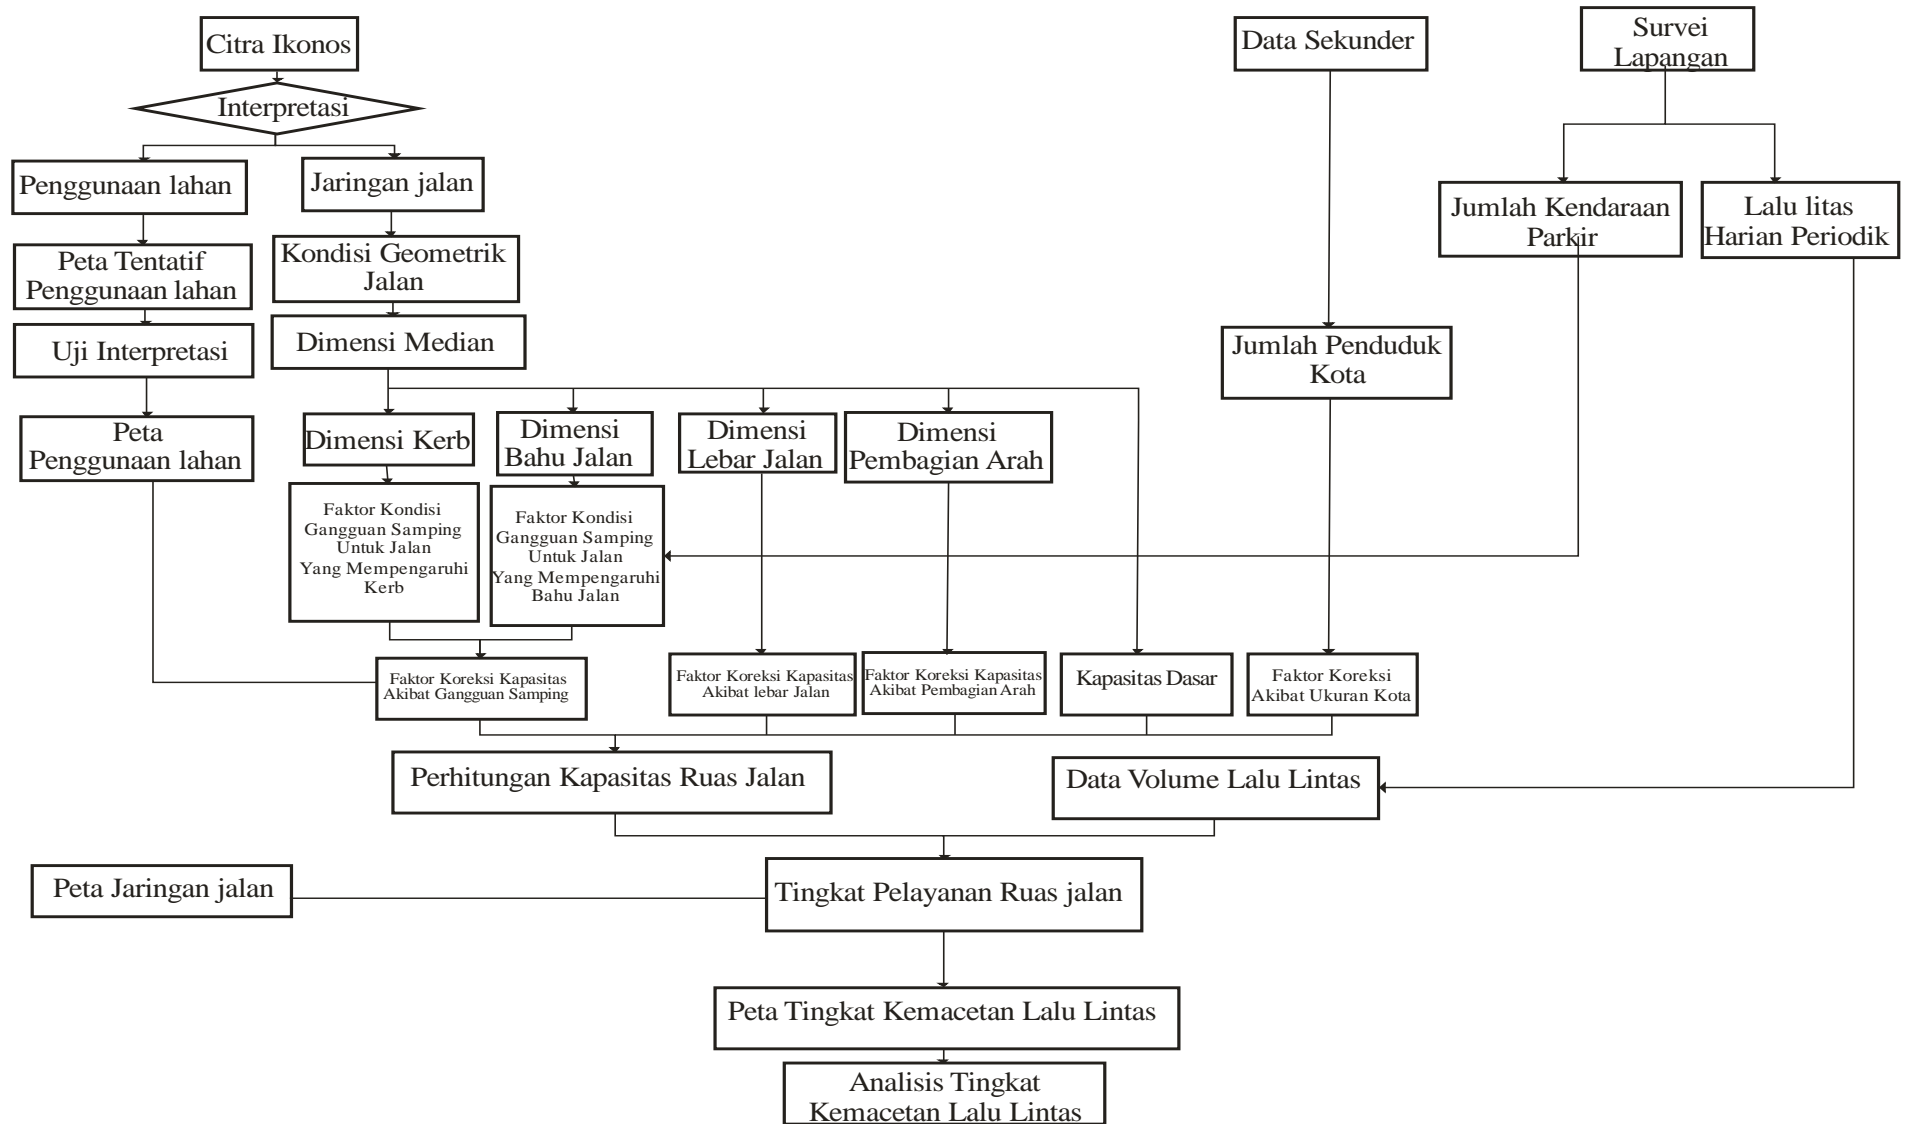 Citra Ikonos
Data Sekunder
Survei
Lapangan
Interpretasi
Penggunaan lahan
Jaringan jalan
Jumlah Kendaraan
Parkir
Lalu litas
Harian Periodik
Peta Tentatif
Penggunaan lahan
Kondisi Geometrik
Jalan
Uji Interpretasi
Dimensi Median
Jumlah Penduduk
Kota
Peta
Penggunaan lahan
Dimensi Kerb
Dimensi
Bahu Jalan
Dimensi
Lebar Jalan
Dimensi
Pembagian Arah
Faktor Kondisi
Gangguan Samping
Untuk Jalan
Yang Mempengaruhi
Kerb
Faktor Kondisi
Gangguan Samping
Untuk Jalan
Yang Mempengaruhi
Bahu Jalan
Faktor Koreksi Kapasitas
Akibat Gangguan Samping
Faktor Koreksi Kapasitas
Akibat lebar Jalan
Faktor Koreksi Kapasitas
Akibat Pembagian Arah
Kapasitas Dasar
Faktor Koreksi
Akibat Ukuran Kota
Perhitungan Kapasitas Ruas Jalan
Data Volume Lalu Lintas
Peta Jaringan jalan
Tingkat Pelayanan Ruas jalan
Peta Tingkat Kemacetan Lalu Lintas
Analisis Tingkat
Kemacetan Lalu Lintas